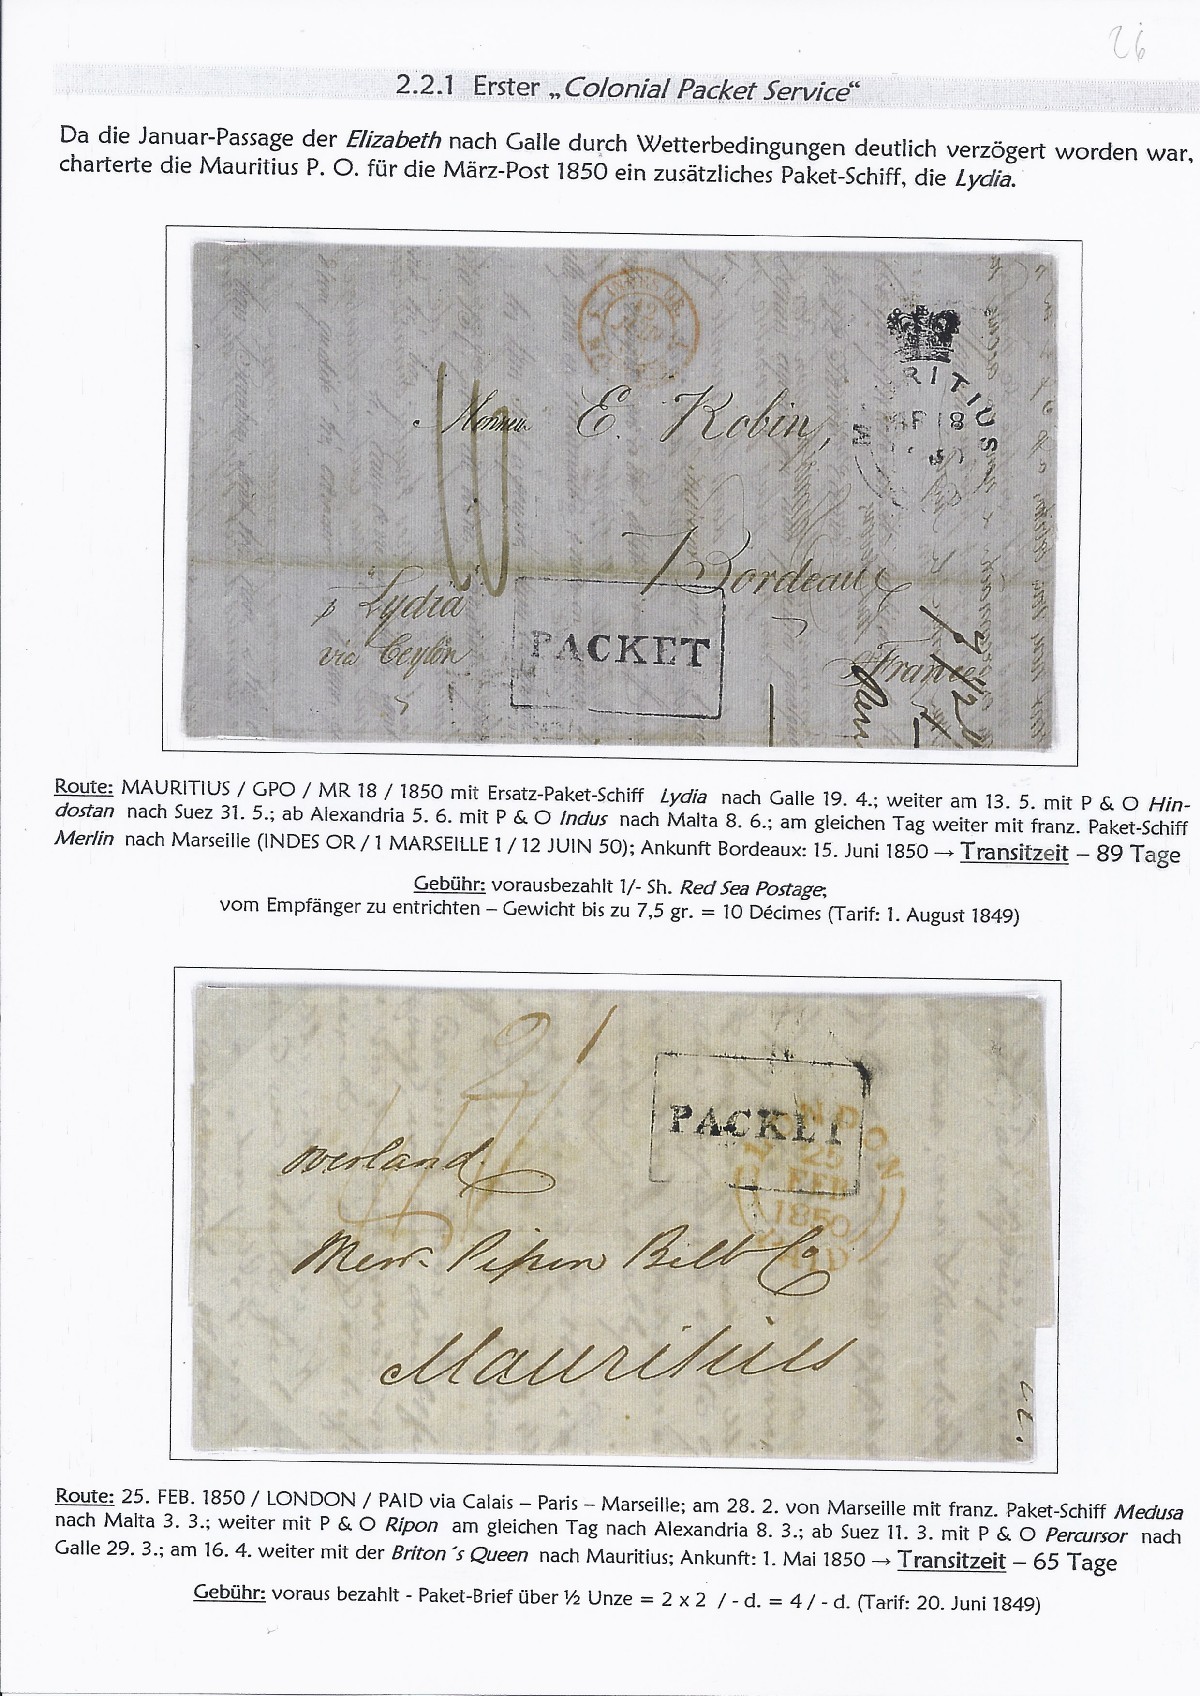 26
2.2.1 Erster „Colonial Packet Service“
Da die Januar-Passage der Elizabeth nach Galle durch Wetterbedingungen deutlich verzögert worden war,
charterte die Mauritius P. O. für die März-Post 1850 ein zusätzliches Paket-Schiff, die Lydia.
INDES OR.
MAURITIUS
18
E. Robin,
Bordeaux
p "Lydia"
via Ceylon
PACKET
France
Route: MAURITIUS / GPO / MR 18 / 1850 mit Ersatz-Paket-Schiff Lydia nach Galle 19. 4.; weiter am 13. 5. mit P & O Hin-
dostan nach Suez 31. 5.; ab Alexandria 5. 6. mit P & O Indus nach Malta 8. 6.; am gleichen Tag weiter mit franz. Paket-Schiff
Merlin nach Marseille (INDES OR / 1 MARSEILLE 1 / 12 JUIN 50); Ankunft Bordeaux: 15. Juni 1850 → Transitzeit – 89 Tage
Gebühr: vorausbezahlt 1/- Sh. Red Sea Postage;
vom Empfänger zu entrichten – Gewicht bis zu 7,5 gr. = 10 Décimes (Tarif: 1. August 1849)
PACKET
LONDON
25
FEB
1850
PAID
overland
Messrs. Pipon Bell & Co
Mauritius
Route: 25. FEB. 1850 / LONDON / PAID via Calais – Paris – Marseille; am 28. 2. von Marseille mit franz. Paket-Schiff Medusa
nach Malta 3. 3.; weiter mit P & O Ripon am gleichen Tag nach Alexandria 8. 3.; ab Suez 11. 3. mit P & O Percursor nach
Galle 29. 3.; am 16. 4. weiter mit der Briton´s Queen nach Mauritius; Ankunft: 1. Mai 1850 → Transitzeit – 65 Tage
Gebühr: voraus bezahlt - Paket-Brief über ½ Unze = 2 x 2 / - d. = 4 / - d. (Tarif: 20. Juni 1849)